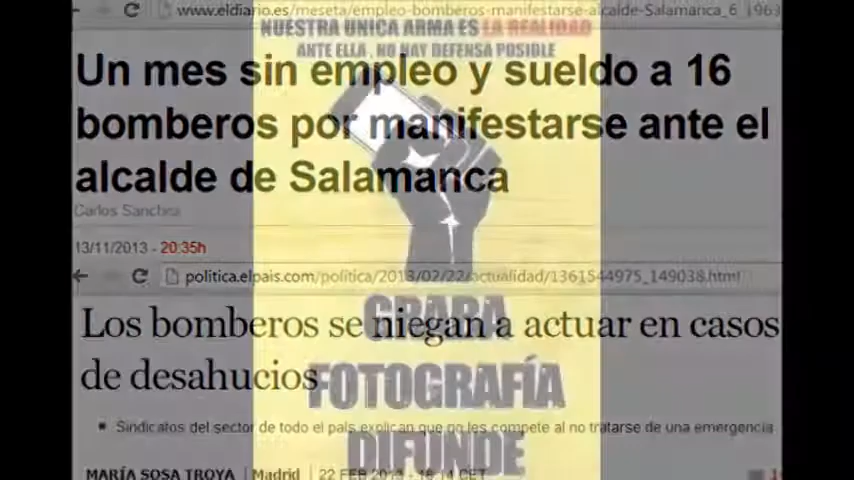 www.eldiario.es/meseta/empleo-bomberos-manifestarse-alcalde-Salamanca_6_1963
NUESTRA UNICA ARMA ES LA REALIDAD
ANTE ELLA, NO HAY DEFENSA POSIBLE
Un mes sin empleo y sueldo a 16
bomberos por manifestarse ante el
alcalde de Salamanca
Carlos Sanchez
13/11/2013 - 20:35h
politica.elpais.com/politica/2013/02/22/actualidad/1361544975_149038.html
GRABA
Los bomberos se niegan a actuar en casos
de desahucios
FOTOGRAFÍA
Sindicatos del sector de todo el país explican que no les compete al no tratarse de una emergencia
DIFUNDE
MARÍA SOSA TROYA | Madrid | 22 FEB 2013 - 18:14 CET